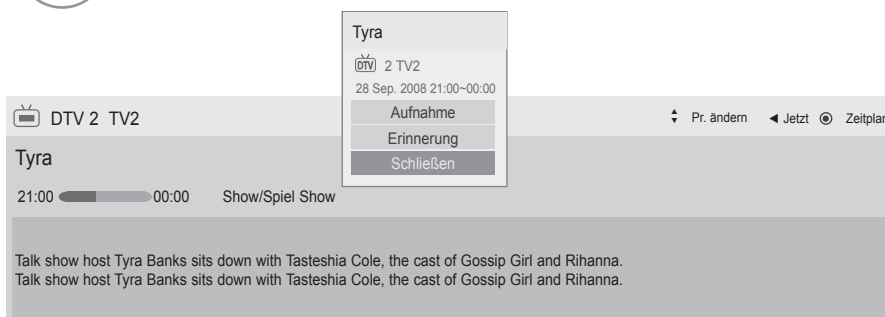 Tyra
DTV 2 TV2
28 Sep. 2008 21:00~00:00
Aufnahme
Erinnerung
Schließen
DTV 2 TV2
Pr. ändern Jetzt
Tyra
21:00 00:00 Show/Spiel Show
Talk show host Tyra Banks sits down with Tasteshia Cole, the cast of Gossip Girl and Rihanna.
Talk show host Tyra Banks sits down with Tasteshia Cole, the cast of Gossip Girl and Rihanna.